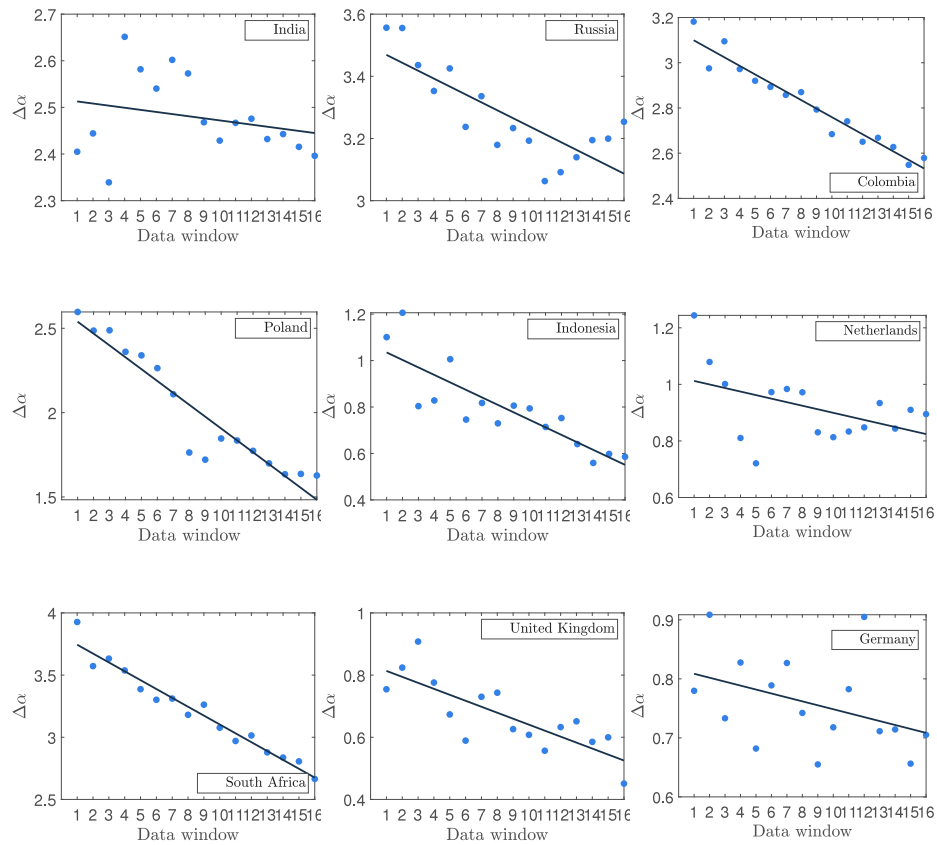 India
2.7
2.6
2.5
2.4
2.3
Δα
1 2 3 4 5 6 7 8 9 10 11 12 13 14 15 16
Data window
Russia
3.6
3.4
3.2
3
Δα
1 2 3 4 5 6 7 8 9 10 11 12 13 14 15 16
Data window
Colombia
3.2
3
2.8
2.6
2.4
Δα
1 2 3 4 5 6 7 8 9 10 11 12 13 14 15 16
Data window
Poland
2.5
2
1.5
Δα
1 2 3 4 5 6 7 8 9 10 11 12 13 14 15 16
Data window
Indonesia
1.2
1
0.8
0.6
0.4
Δα
1 2 3 4 5 6 7 8 9 10 11 12 13 14 15 16
Data window
Netherlands
1.2
1
0.8
0.6
Δα
1 2 3 4 5 6 7 8 9 10 11 12 13 14 15 16
Data window
4
3.5
3
2.5
Δα
South Africa
1 2 3 4 5 6 7 8 9 10 11 12 13 14 15 16
Data window
United Kingdom
1
0.8
0.6
0.4
Δα
1 2 3 4 5 6 7 8 9 10 11 12 13 14 15 16
Data window
Germany
0.9
0.8
0.7
0.6
Δα
1 2 3 4 5 6 7 8 9 10 11 12 13 14 15 16
Data window